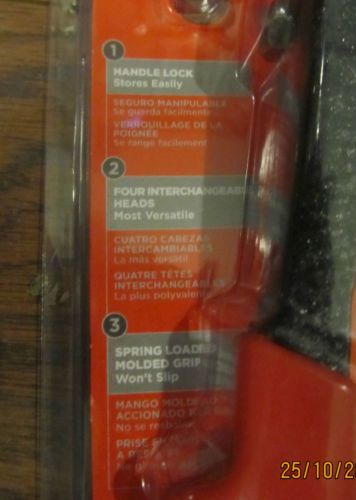 1
HANDLE LOCK
Stores Easily
SEGURO MANIPULABLE
Se guarda facilmente
VERROUILLAGE DE LA
POIGNÉE
Se range facilement
2
FOUR INTERCHANGEABLE
HEADS
Most Versatile
CUATRO CABEZAS
INTERCAMBIABLES
La más versátil
QUATRE TÊTES
INTERCHANGEABLES
La plus polyvalente
3
SPRING LOADED
MOLDED GRIP
Won't Slip
MANGO MOLDEADO
ACCIONADO
No se
PRISE
A
Ne
25/10/2